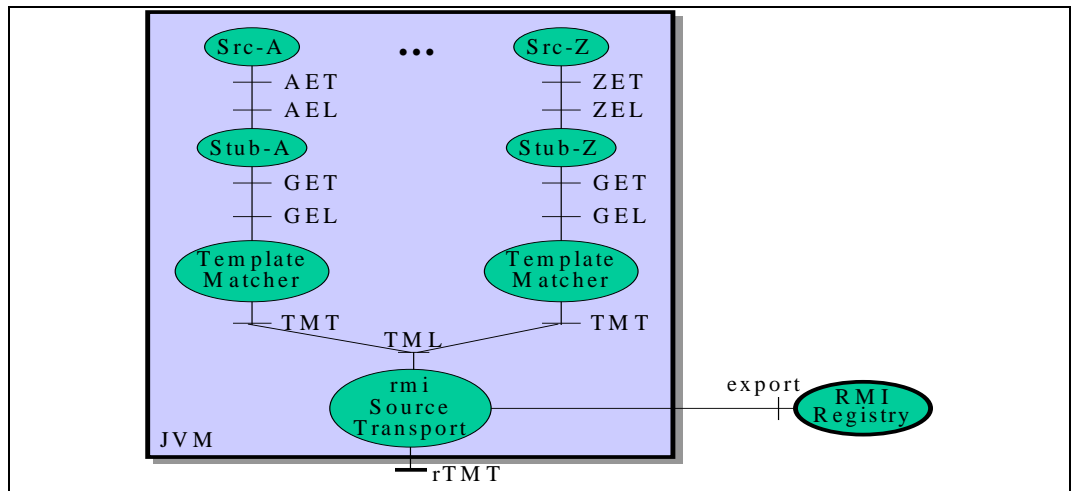 Src-A ... Src-Z
AET ZET
AEL ZEL
Stub-A Stub-Z
GET GET
GEL GEL
Template Template
Matcher Matcher
TMT TML TMT
rmi
Source
Transport
export
RMI
Registry
JVM
rTMT